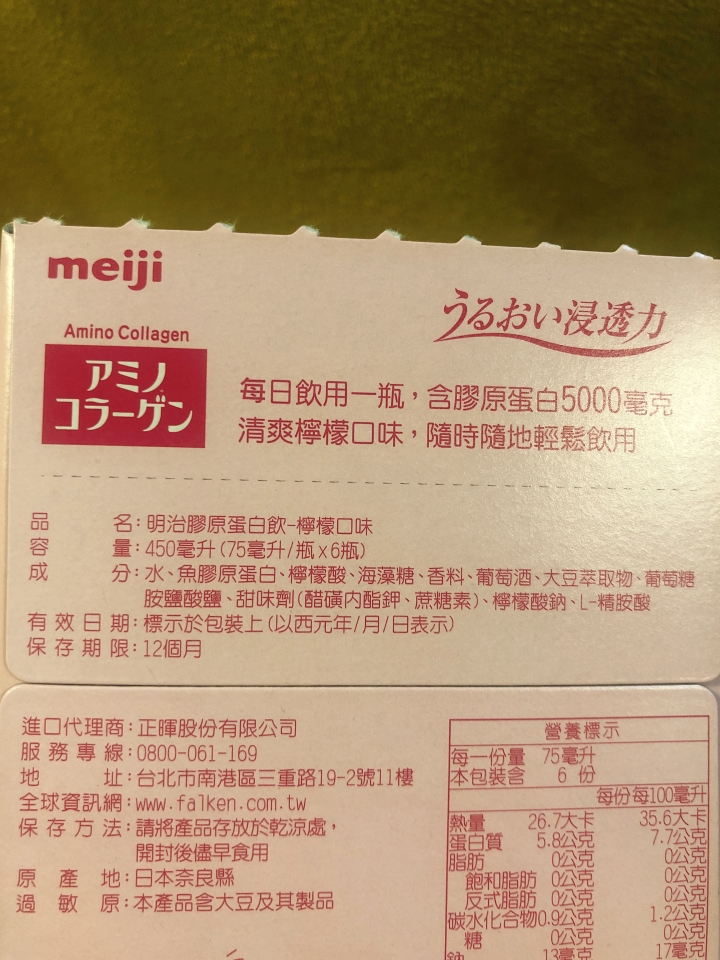 meiji
うるおい浸透力
Amino Collagen
アミノ
コラーゲン
每日飲用一瓶，含膠原蛋白5000毫克
清爽檸檬口味，隨時隨地輕鬆飲用
品名：明治膠原蛋白飲-檸檬口味
容量：450毫升(75毫升/瓶x6瓶)
成分：水、魚膠原蛋白、檸檬酸、海藻糖、香料、葡萄酒、大豆萃取物、葡萄糖
胺鹽酸鹽、甜味劑(醋磺內酯鉀、蔗糖素)、檸檬酸鈉、L-精胺酸
有效日期：標示於包裝上(以西元年/月/日表示)
保存期限：12個月
進口代理商：正暉股份有限公司
服務專線：0800-061-169
地址：台北市南港區三重路19-2號11樓
全球資訊網：www.falken.com.tw
保存方法：請將產品存放於乾涼處，
開封後儘早食用
原產地：日本奈良縣
過敏原：本產品含大豆及其製品
營養標示
每一份量 75毫升
本包裝含 6 份
每份 每100毫升
熱量 26.7大卡 35.6大卡
蛋白質 5.8公克 7.7公克
脂肪 0公克 0公克
飽和脂肪 0公克 0公克
反式脂肪 0公克 0公克
碳水化合物 0.9公克 1.2公克
糖 0公克 0公克
鈉 13毫克 17毫克